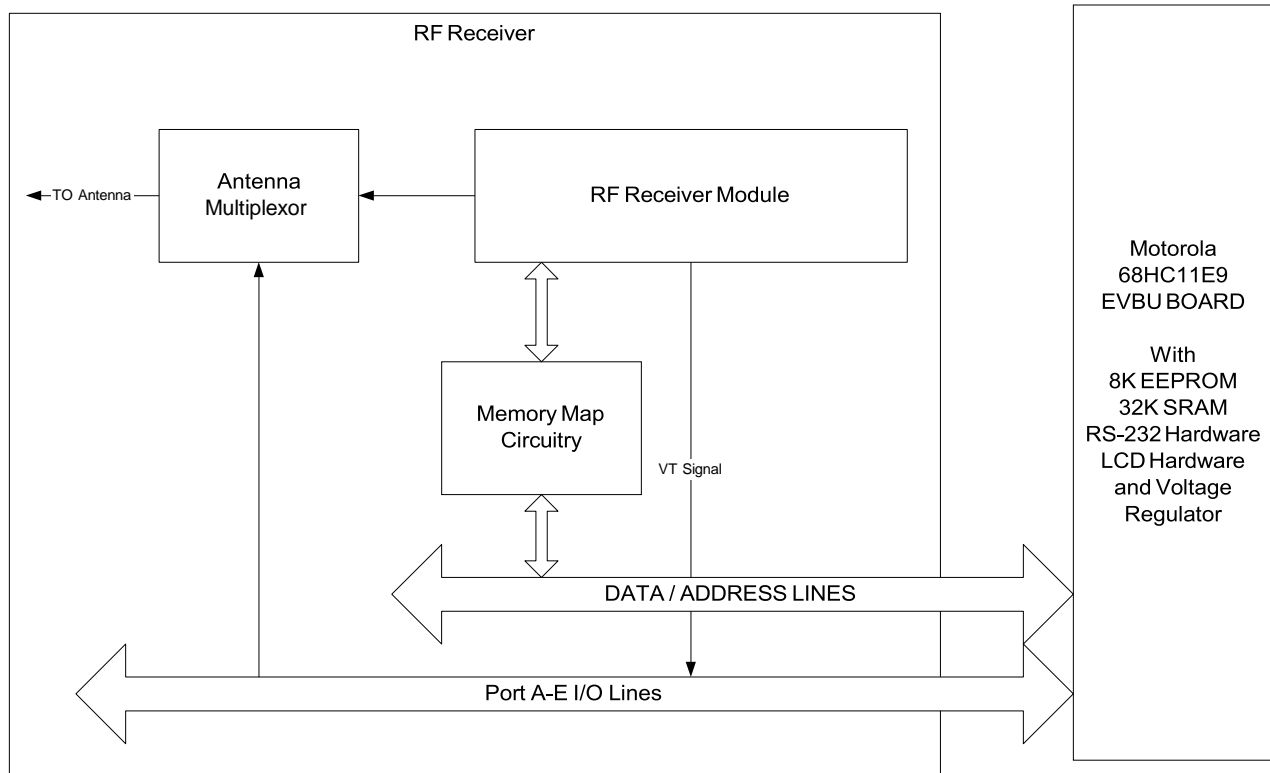 RF Receiver
TO Antenna
Antenna
Multiplexor
RF Receiver Module
Memory Map
Circuitry
VT Signal
DATA / ADDRESS LINES
Port A-E I/O Lines
Motorola
68HC11E9
EVBU BOARD
With
8K EEPROM
32K SRAM
RS-232 Hardware
LCD Hardware
and Voltage
Regulator